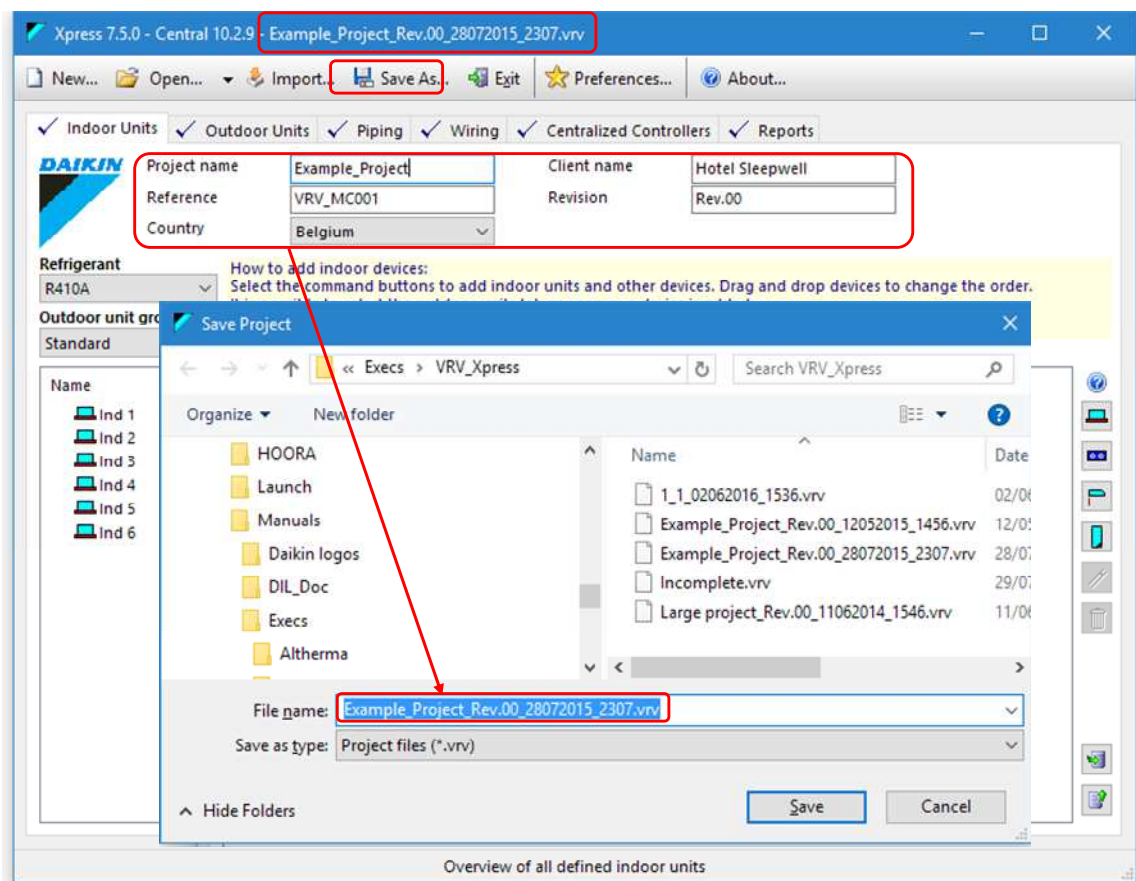 Xpress 7.5.0 - Central 10.2.9 - Example_Project_Rev.00_28072015_2307.vrv
New... Open... Import... Save As... Exit Preferences... About...
Indoor Units Outdoor Units Piping Wiring Centralized Controllers Reports
DAIKIN
Project name Example_Project Client name Hotel Sleepwell
Reference VRV_MC001 Revision Rev.00
Country Belgium
Refrigerant
R410A
How to add indoor devices:
Select the command buttons to add indoor units and other devices. Drag and drop devices to change the order.
Outdoor unit gro
Standard
Name
Ind 1
Ind 2
Ind 3
Ind 4
Ind 5
Ind 6
Save Project
« Execs › VRV_Xpress Search VRV_Xpress
Organize New folder
HOORA
Launch
Manuals
Daikin logos
DIL_Doc
Execs
Altherma
Name Date
1_1_02062016_1536.vrv 02/06
Example_Project_Rev.00_12052015_1456.vrv 12/05
Example_Project_Rev.00_28072015_2307.vrv 28/07
Incomplete.vrv 29/07
Large project_Rev.00_11062014_1546.vrv 11/06
File name: Example_Project_Rev.00_28072015_2307.vrv
Save as type: Project files (*.vrv)
Hide Folders Save Cancel
Overview of all defined indoor units